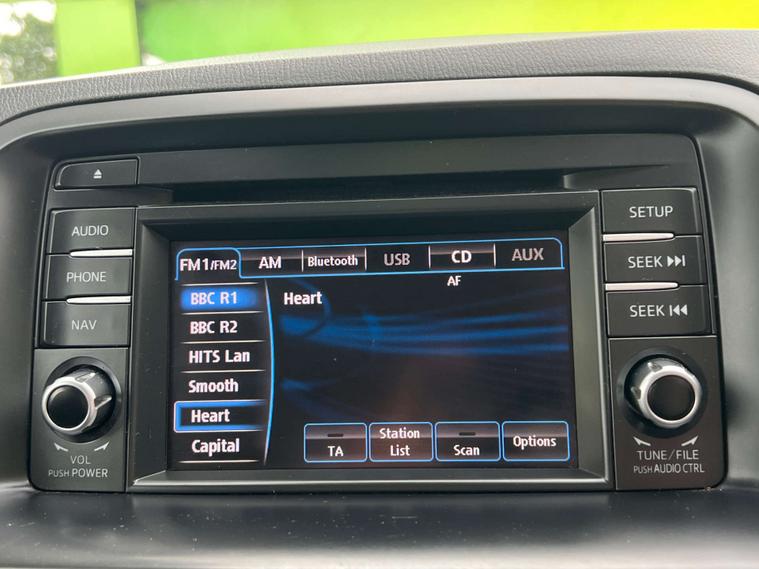 AUDIO
PHONE
NAV
VOL
PUSH POWER
FM1/FM2 AM Bluetooth USB CD AUX
AF
BBC R1
BBC R2
HITS Lan
Smooth
Heart
Capital
Heart
TA
Station
List
Scan
Options
SETUP
SEEK
SEEK
TUNE/FILE
PUSH AUDIO CTRL